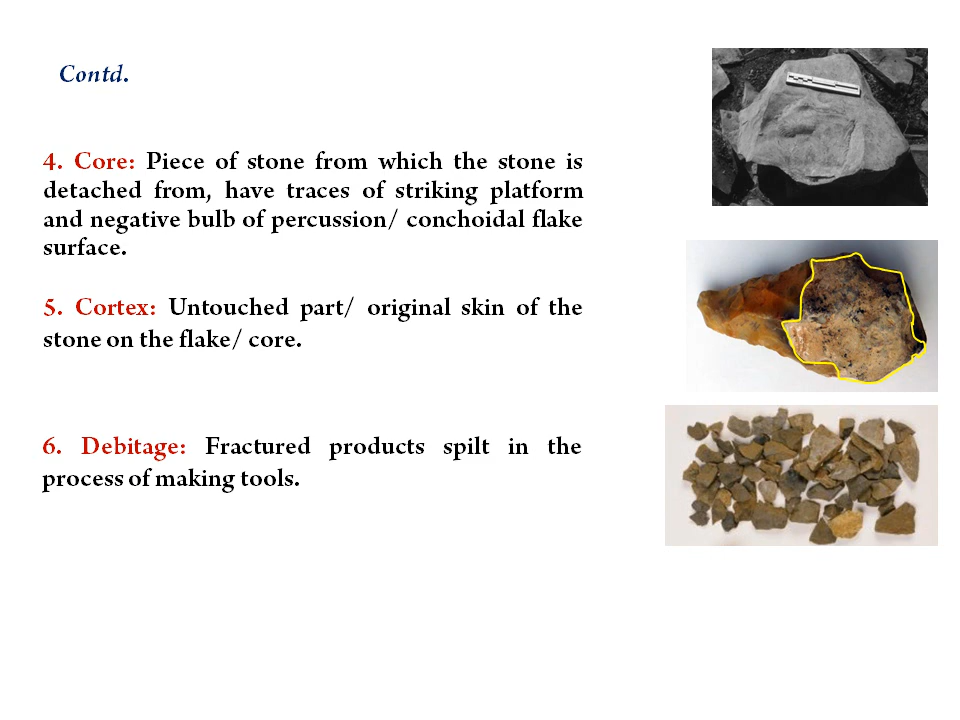 Contd.
4. Core: Piece of stone from which the stone is
detached from, have traces of striking platform
and negative bulb of percussion/ conchoidal flake
surface.
5. Cortex: Untouched part/ original skin of the
stone on the flake/ core.
6. Debitage: Fractured products spilt in the
process of making tools.